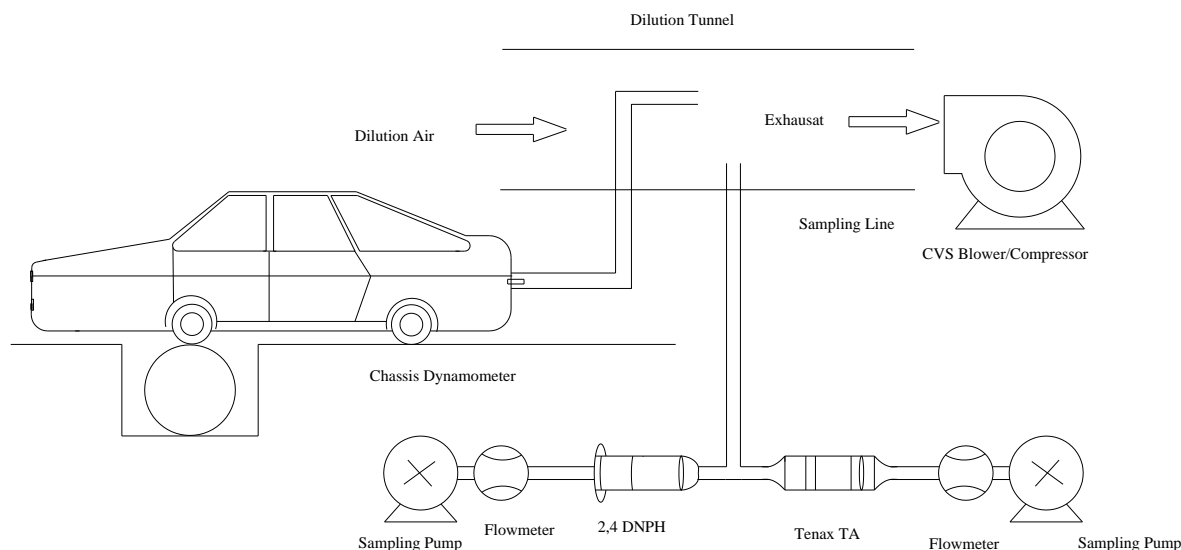 Dilution Tunnel
Dilution Air
Exhausat
Sampling Line
CVS Blower/Compressor
Chassis Dynamometer
Flowmeter
2,4 DNPH
Tenax TA
Flowmeter
Sampling Pump
Sampling Pump